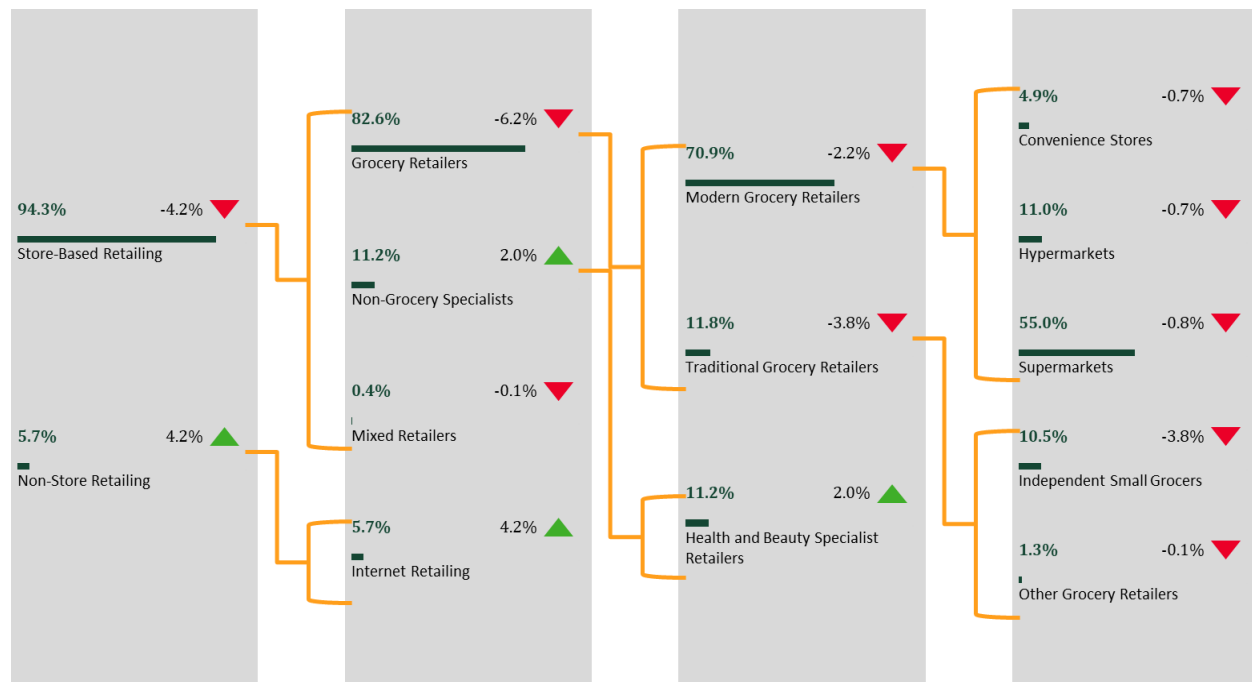 94.3% -4.2%
Store-Based Retailing
5.7% 4.2%
Non-Store Retailing
82.6% -6.2%
Grocery Retailers
11.2% 2.0%
Non-Grocery Specialists
0.4% -0.1%
Mixed Retailers
5.7% 4.2%
Internet Retailing
70.9% -2.2%
Modern Grocery Retailers
11.8% -3.8%
Traditional Grocery Retailers
11.2% 2.0%
Health and Beauty Specialist
Retailers
4.9% -0.7%
Convenience Stores
11.0% -0.7%
Hypermarkets
55.0% -0.8%
Supermarkets
10.5% -3.8%
Independent Small Grocers
1.3% -0.1%
Other Grocery Retailers